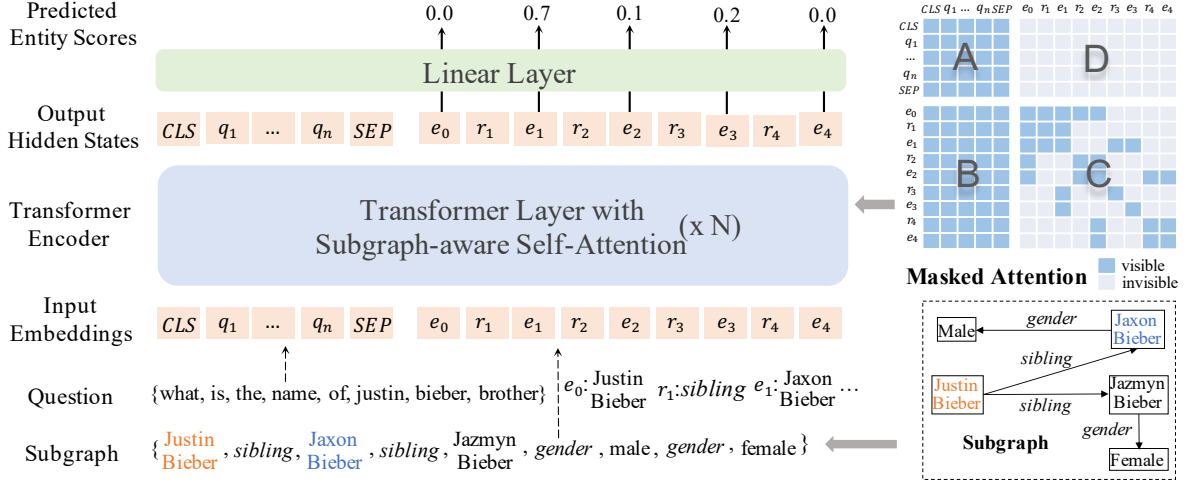 Predicted
Entity Scores
0.0 0.7 0.1 0.2 0.0
Linear Layer
Output
Hidden States
CLS q1 ... qn SEP e0 r1 e1 r2 e2 r3 e3 r4 e4
Transformer
Encoder
Transformer Layer with
Subgraph-aware Self-Attention (x N)
Input
Embeddings
CLS q1 ... qn SEP e0 r1 e1 r2 e2 r3 e3 r4 e4
Question
{what, is, the, name, of, justin, bieber, brother}
e0: Justin Bieber r1: sibling e1: Jaxon Bieber ...
Subgraph
{ Justin Bieber , sibling, Jaxon Bieber , sibling, Jazmyn Bieber , gender , male, gender , female }
CLS q1 ... qn SEP e0 r1 e1 r2 e2 r3 e3 r4 e4
CLS
q1
...
qn
SEP
e0
r1
e1
r2
e2
r3
e3
r4
e4
A
D
B
C
Masked Attention
visible
invisible
Male
gender
Jaxon
Bieber
sibling
Justin
Bieber
sibling
Jazmyn
Bieber
gender
Subgraph
Female